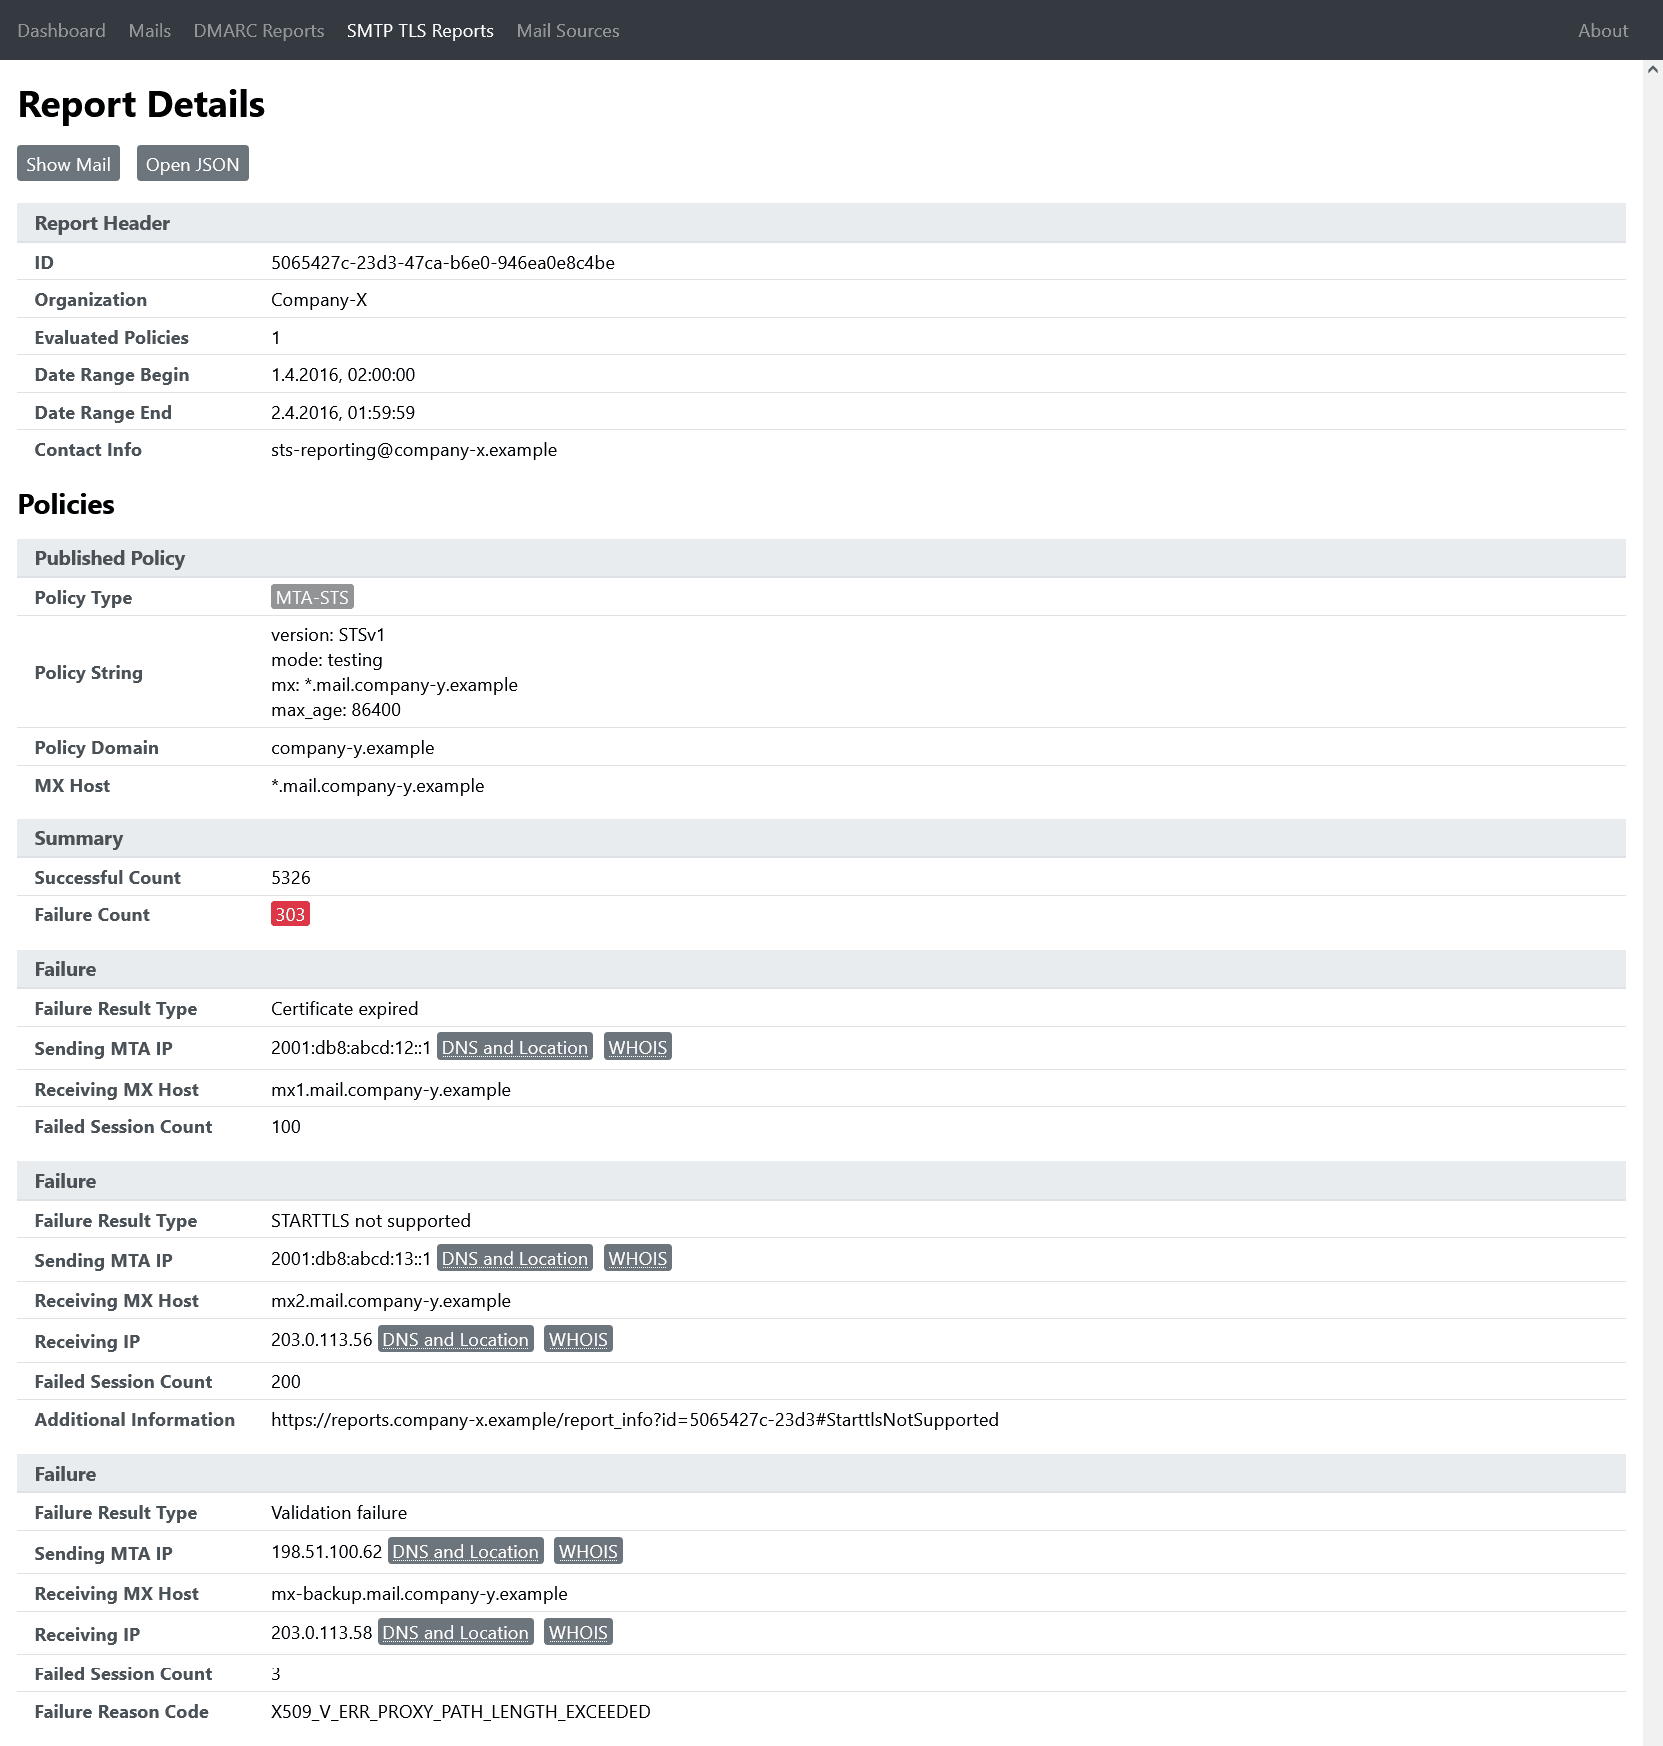 Dashboard Mails DMARC Reports SMTP TLS Reports Mail Sources About
Report Details
Show Mail Open JSON
Report Header
ID 5065427c-23d3-47ca-b6e0-946ea0e8c4be
Organization Company-X
Evaluated Policies 1
Date Range Begin 1.4.2016, 02:00:00
Date Range End 2.4.2016, 01:59:59
Contact Info sts-reporting@company-x.example
Policies
Published Policy
Policy Type MTA-STS
Policy String version: STSv1
mode: testing
mx: *.mail.company-y.example
max_age: 86400
Policy Domain company-y.example
MX Host *.mail.company-y.example
Summary
Successful Count 5326
Failure Count 303
Failure
Failure Result Type Certificate expired
Sending MTA IP 2001:db8:abcd:12::1 DNS and Location WHOIS
Receiving MX Host mx1.mail.company-y.example
Failed Session Count 100
Failure
Failure Result Type STARTTLS not supported
Sending MTA IP 2001:db8:abcd:13::1 DNS and Location WHOIS
Receiving MX Host mx2.mail.company-y.example
Receiving IP 203.0.113.56 DNS and Location WHOIS
Failed Session Count 200
Additional Information https://reports.company-x.example/report_info?id=5065427c-23d3#StarttlsNotSupported
Failure
Failure Result Type Validation failure
Sending MTA IP 198.51.100.62 DNS and Location WHOIS
Receiving MX Host mx-backup.mail.company-y.example
Receiving IP 203.0.113.58 DNS and Location WHOIS
Failed Session Count 3
Failure Reason Code X509_V_ERR_PROXY_PATH_LENGTH_EXCEEDED